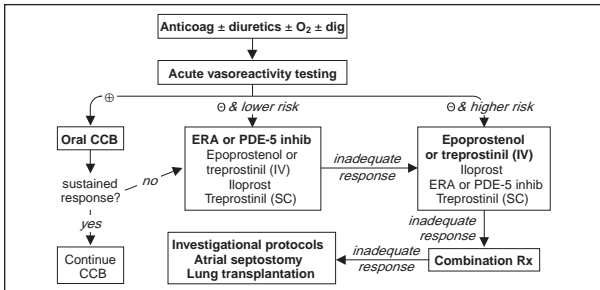 Anticoag ± diuretics ± O₂ ± dig
Acute vasoreactivity testing
⊕
Θ & lower risk
Θ & higher risk
Oral CCB
sustained
response?
no
yes
Continue
CCB
ERA or PDE-5 inhib
Epoprostenol or
treprostinil (IV)
Iloprost
Treprostinil (SC)
inadequate
response
Epoprostenol
or treprostinil (IV)
Iloprost
ERA or PDE-5 inhib
Treprostinil (SC)
inadequate
response
Combination Rx
inadequate
response
Investigational protocols
Atrial septostomy
Lung transplantation